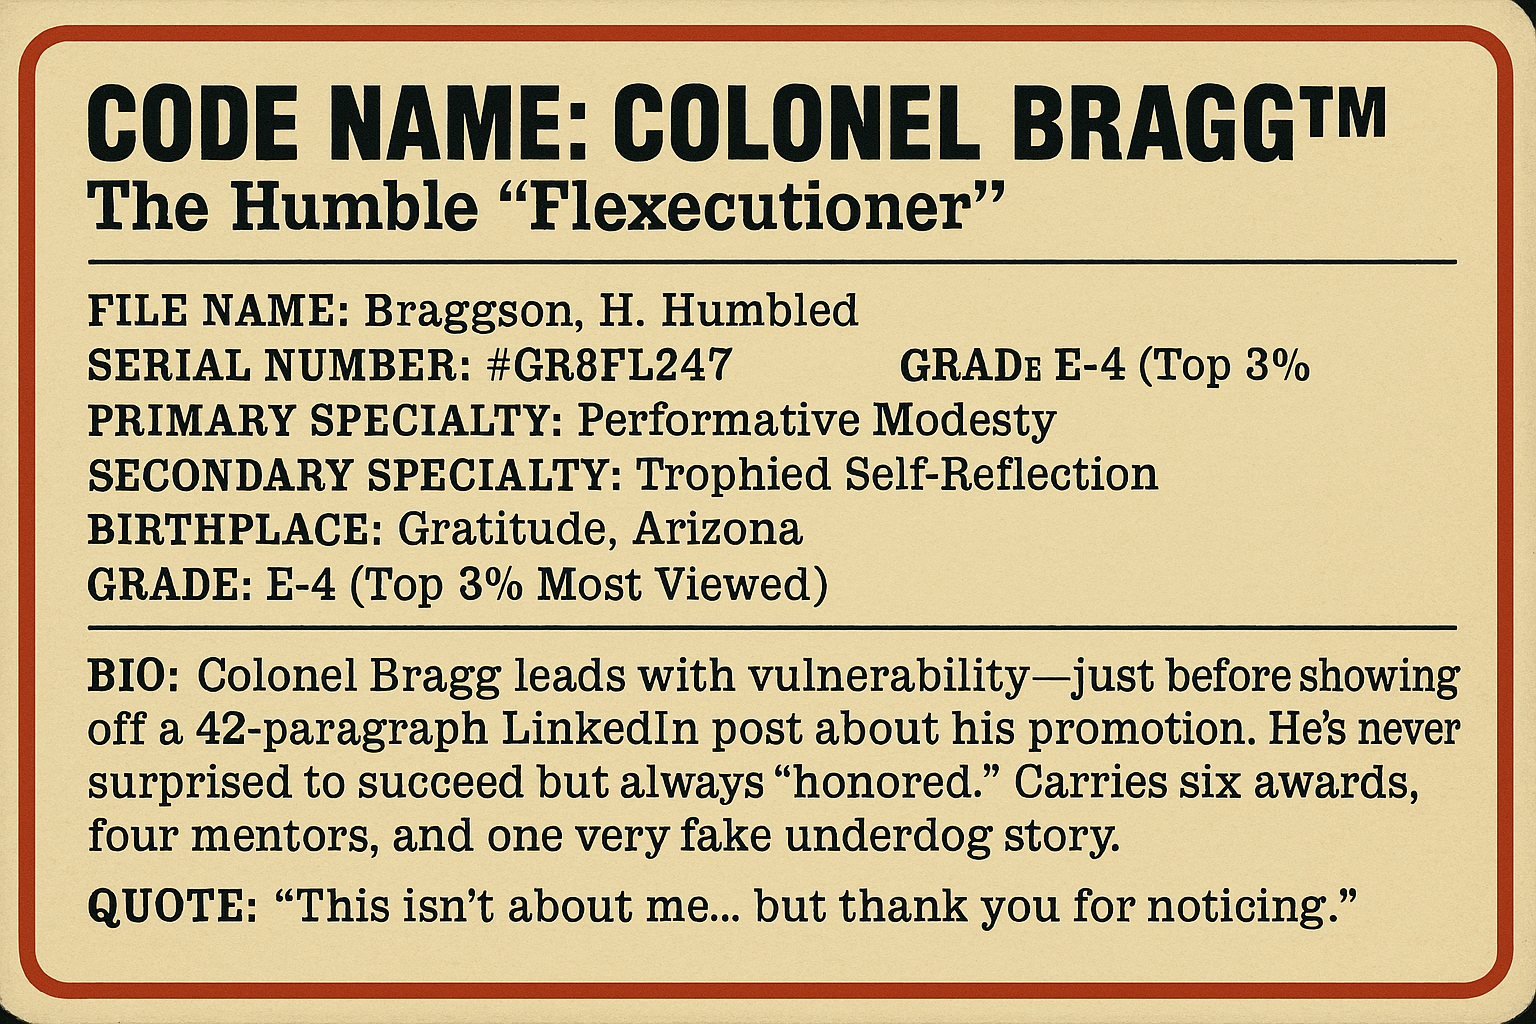 CODE NAME: COLONEL BRAGG™
The Humble “Flexecutioner”
FILE NAME: Braggson, H. Humbled
SERIAL NUMBER: #GR8FL247 GRADE E-4 (Top 3%
PRIMARY SPECIALTY: Performative Modesty
SECONDARY SPECIALTY: Trophied Self-Reflection
BIRTHPLACE: Gratitude, Arizona
GRADE: E-4 (Top 3% Most Viewed)
BIO: Colonel Bragg leads with vulnerability—just before showing
off a 42-paragraph LinkedIn post about his promotion. He’s never
surprised to succeed but always “honored.” Carries six awards,
four mentors, and one very fake underdog story.
QUOTE: “This isn’t about me... but thank you for noticing.”